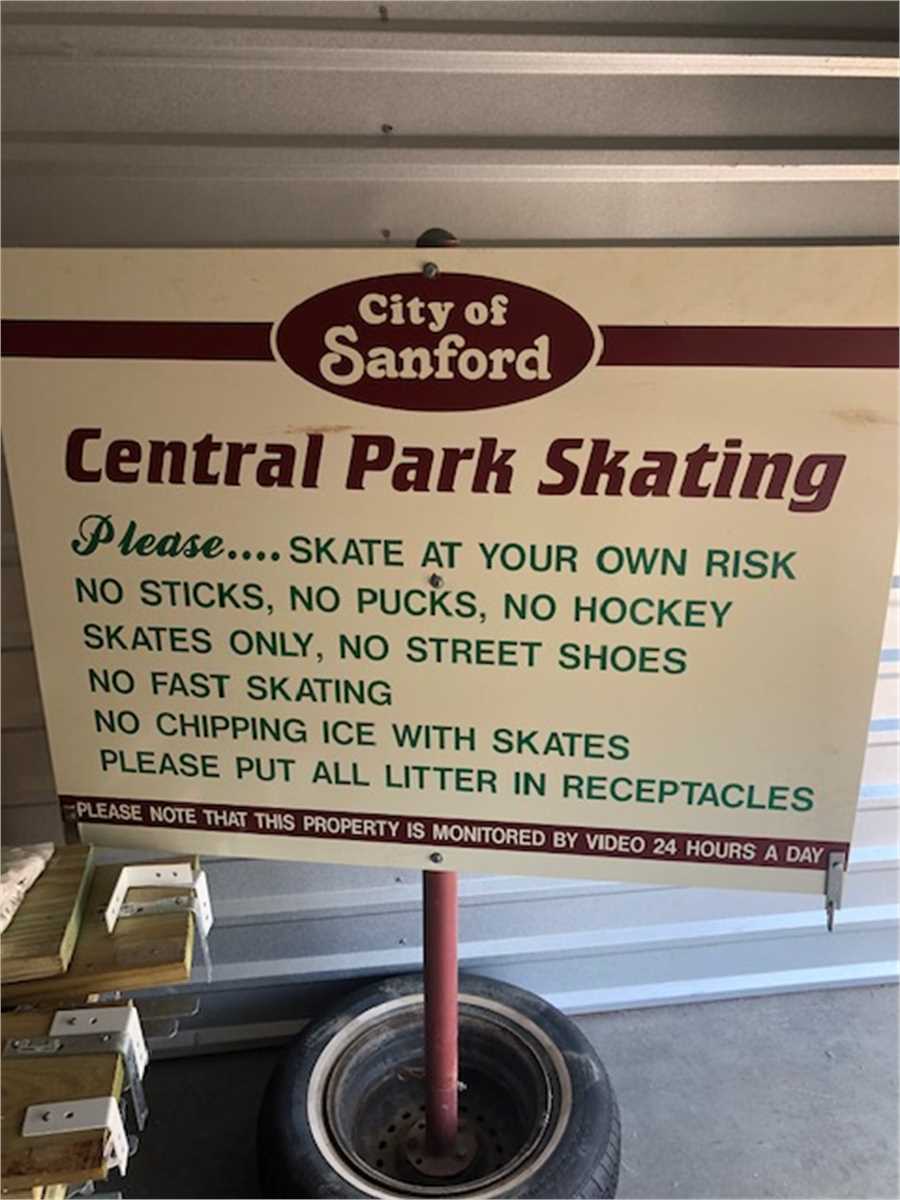 City of
Sanford
Central Park Skating
Please.... SKATE AT YOUR OWN RISK
NO STICKS, NO PUCKS, NO HOCKEY
SKATES ONLY, NO STREET SHOES
NO FAST SKATING
NO CHIPPING ICE WITH SKATES
PLEASE PUT ALL LITTER IN RECEPTACLES
PLEASE NOTE THAT THIS PROPERTY IS MONITORED BY VIDEO 24 HOURS A DAY